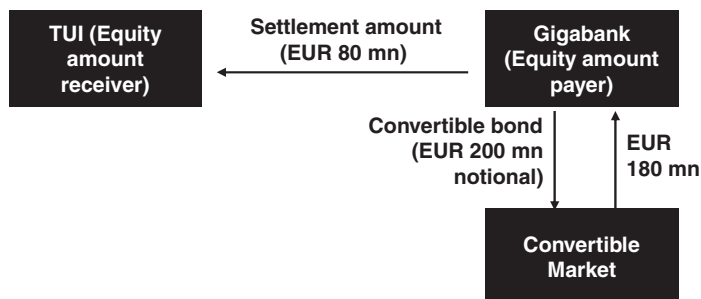 TUI (Equity
amount
receiver)
Settlement amount
(EUR 80 mn)
Gigabank
(Equity amount
payer)
Convertible bond
(EUR 200 mn
notional)
EUR
180 mn
Convertible
Market